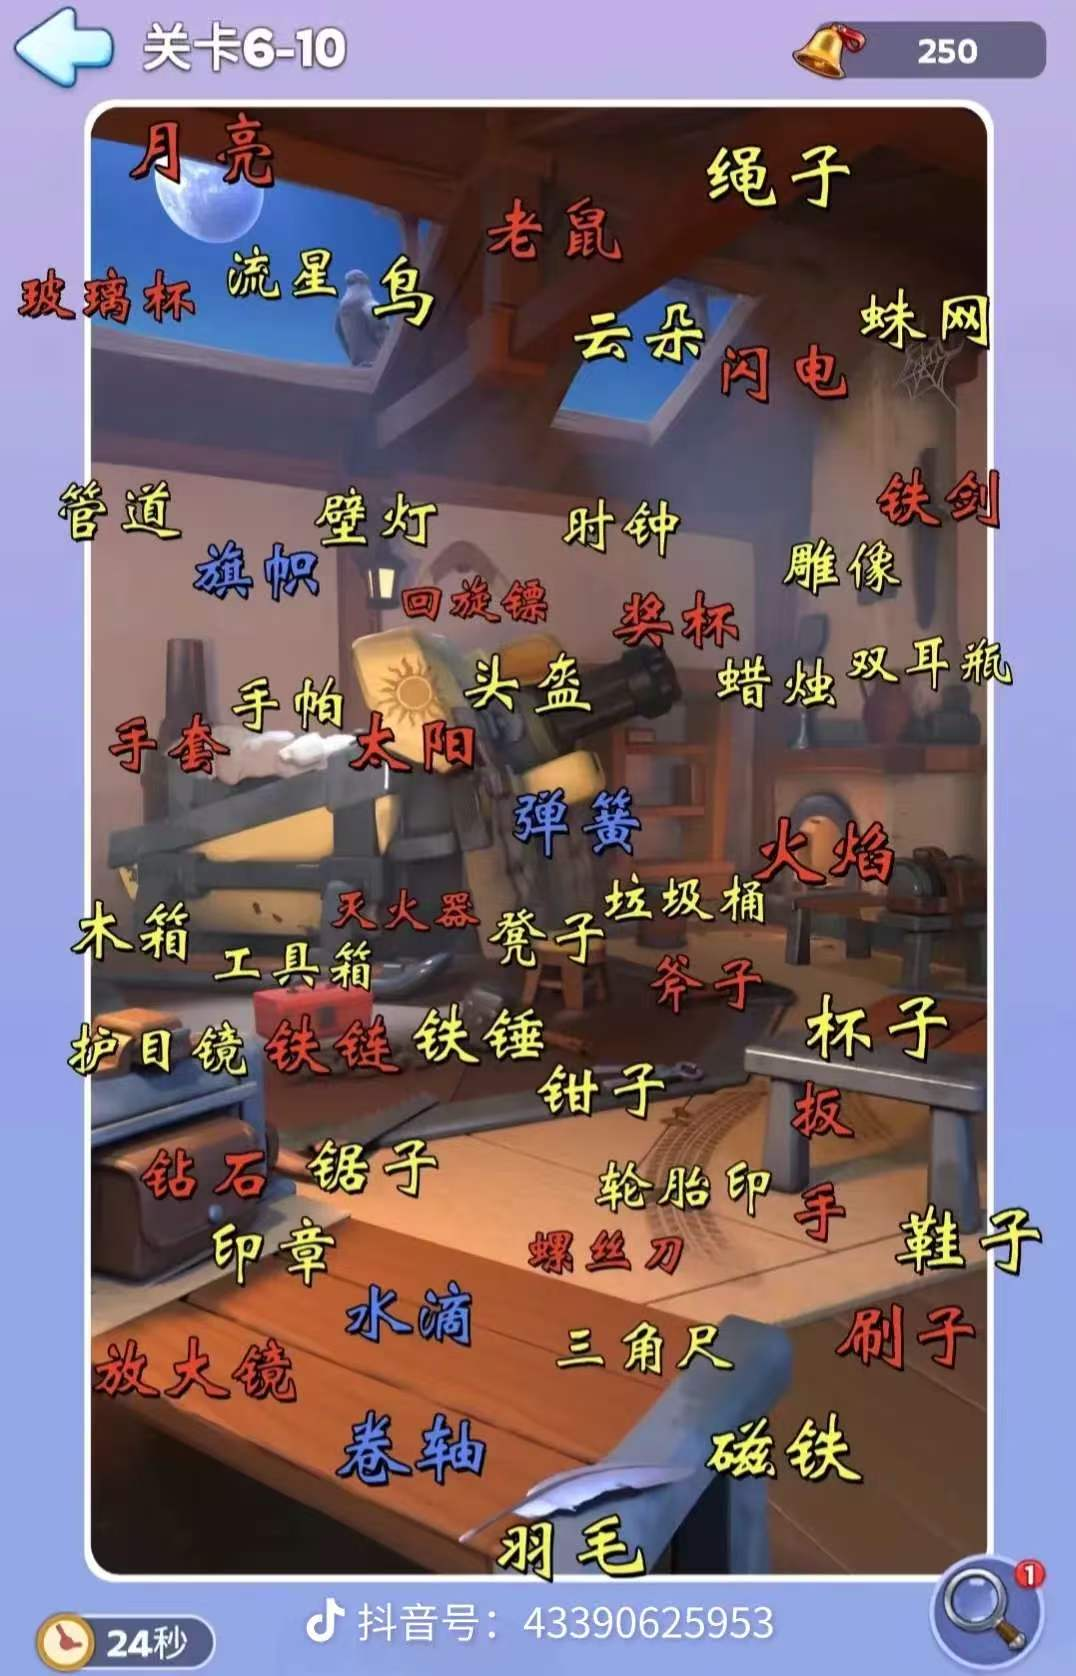 关卡6-10
250
月亮
绳子
老鼠
玻璃杯
流星
鸟
云朵
蛛网
闪电
管道
壁灯
时钟
铁剑
旗帜
回旋镖
奖杯
雕像
手帕
头盔
蜡烛
双耳瓶
手套
太阳
弹簧
火焰
木箱
灭火器
凳子
垃圾桶
工具箱
斧子
护目镜
铁链
铁锤
杯子
钳子
扳手
钻石
锯子
轮胎印
印章
螺丝刀
鞋子
水滴
三角尺
刷子
放大镜
卷轴
磁铁
羽毛
1
24秒
抖音号：43390625953